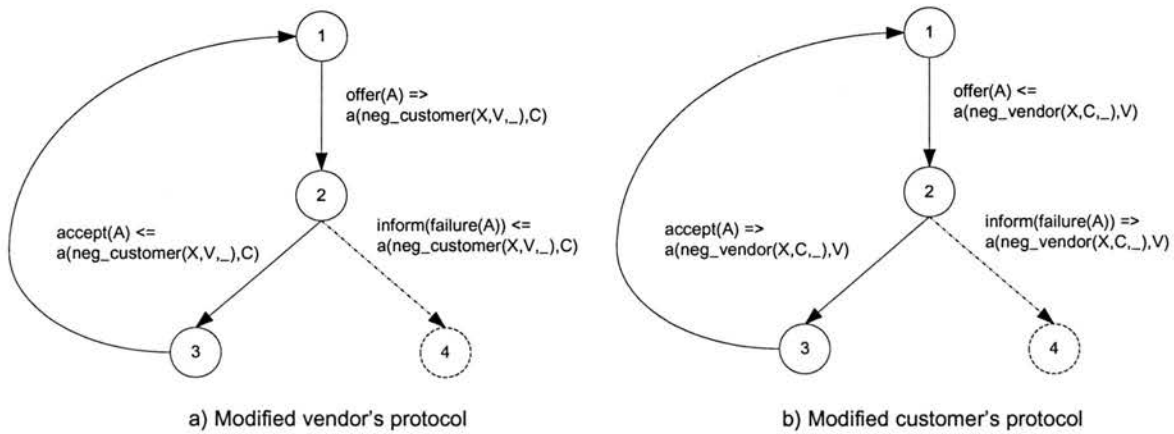 1
offer(A) =>
a(neg_customer(X,V,_),C)
2
accept(A) <=
a(neg_customer(X,V,_),C)
inform(failure(A)) <=
a(neg_customer(X,V,_),C)
3
4
a) Modified vendor's protocol
1
offer(A) <=
a(neg_vendor(X,C,_),V)
2
accept(A) =>
a(neg_vendor(X,C,_),V)
inform(failure(A)) =>
a(neg_vendor(X,C,_),V)
3
4
b) Modified customer's protocol